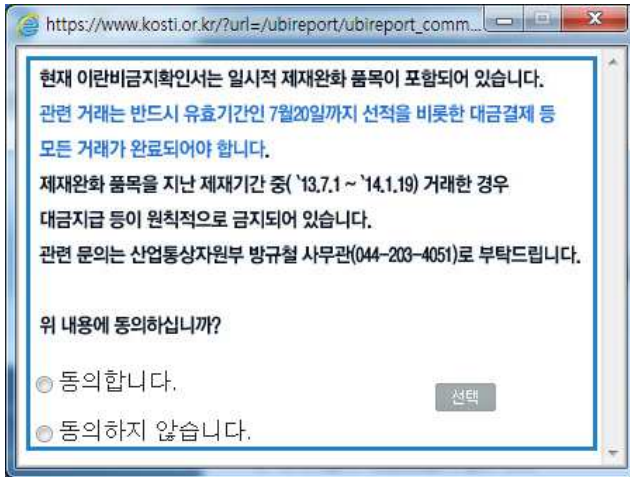 https://www.kosti.or.kr/?url=/ubireport/ubireport_comm...
현재 이란비금지확인서는 일시적 제재완화 품목이 포함되어 있습니다.
관련 거래는 반드시 유효기간인 7월20일까지 선적을 비롯한 대금결제 등
모든 거래가 완료되어야 합니다.
제재완화 품목을 지난 제재기간 중( `13.7.1 ~ `14.1.19) 거래한 경우
대금지급 등이 원칙적으로 금지되어 있습니다.
관련 문의는 산업통상자원부 방규철 사무관(044-203-4051)로 부탁드립니다.
위 내용에 동의하십니까?
동의합니다.
선택
동의하지 않습니다.